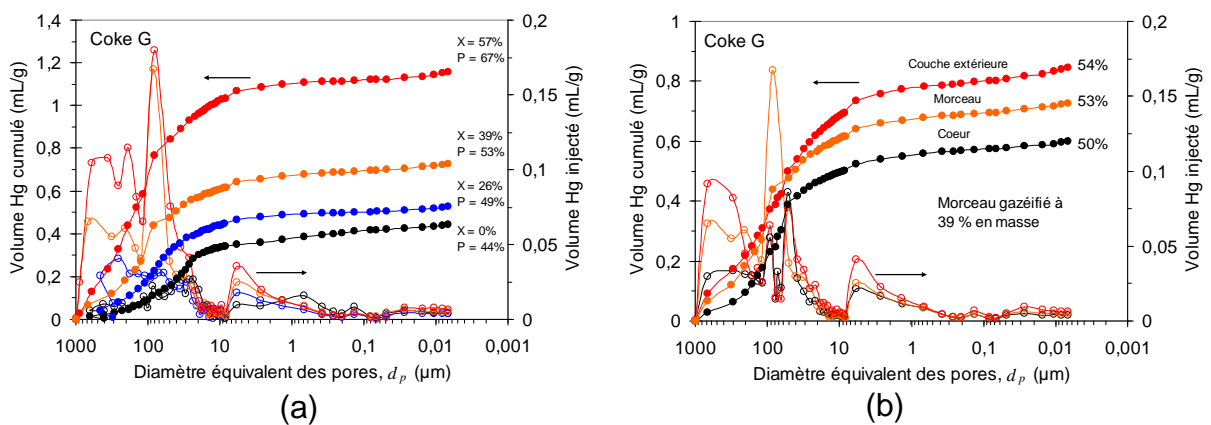 (a)
Coke G
1,4
1,2
1
0,8
0,6
0,4
0,2
0
Volume Hg cumulé (mL/g)
X = 57%
P = 67%
X = 39%
P = 53%
X = 26%
P = 49%
X = 0%
P = 44%
0,2
0,15
0,1
0,05
0
Volume Hg injecté (mL/g)
1000 100 10 1 0,1 0,01 0,001
Diamètre équivalent des pores, d p (µm)
(a)
(b)
Coke G
1
0,8
0,6
0,4
0,2
0
Volume Hg cumulé (mL/g)
Couche extérieure
54%
Morceau
53%
Coeur
50%
Morceau gazéifié à
39 % en masse
0,2
0,15
0,1
0,05
0
Volume Hg injecté (mL/g)
1000 100 10 1 0,1 0,01 0,001
Diamètre équivalent des pores, d p (µm)
(b)